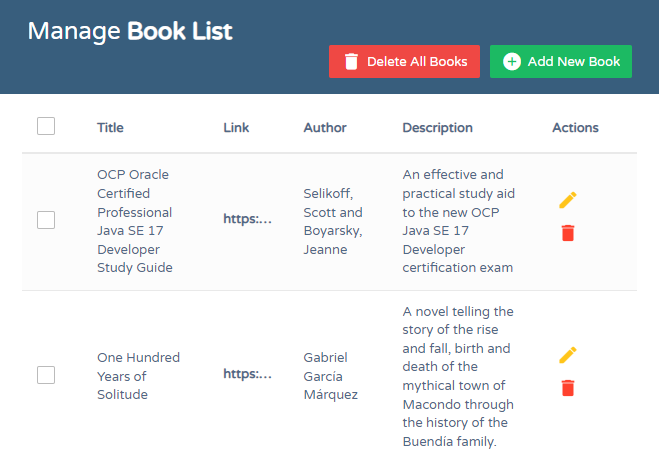 Manage Book List
Delete All Books
Add New Book
Title
Link
Author
Description
Actions
OCP Oracle
Certified
Professional
Java SE 17
Developer
Study Guide
https:...
Selikoff,
Scott and
Boyarsky,
Jeanne
An effective and
practical study aid
to the new OCP
Java SE 17
Developer
certification exam
One Hundred
Years of
Solitude
https:...
Gabriel
García
Márquez
A novel telling the
story of the rise
and fall, birth and
death of the
mythical town of
Macondo through
the history of the
Buendía family.